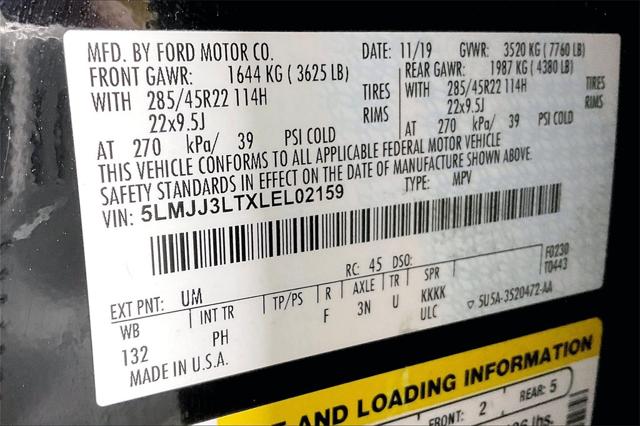 MFD. BY FORD MOTOR CO. DATE: 11/19 GVWR: 3520 KG (7760 LB)
FRONT GAWR: 1644 KG (3625 LB) REAR GAWR: 1987 KG (4380 LB)
WITH 285/45R22 114H TIRES WITH 285/45R22 114H TIRES
22x9.5J RIMS 22x9.5J RIMS
AT 270 kPa/ 39 PSI COLD AT 270 kPa/ 39 PSI COLD
THIS VEHICLE CONFORMS TO ALL APPLICABLE FEDERAL MOTOR VEHICLE
SAFETY STANDARDS IN EFFECT ON THE DATE OF MANUFACTURE SHOWN ABOVE.
VIN: 5LMJJ3LTXLEL02159 TYPE: MPV
F0230
RC: 45 DSO: T0443
EXT PNT: UM
WB INT TR TP/PS R AXLE TR SPR
132 PH F 3N U KKKK
ULC ▽ 5U5A-3520472-AA
MADE IN U.S.A.
AND LOADING INFORMATION
FRONT: 2 REAR: 5
lbs.